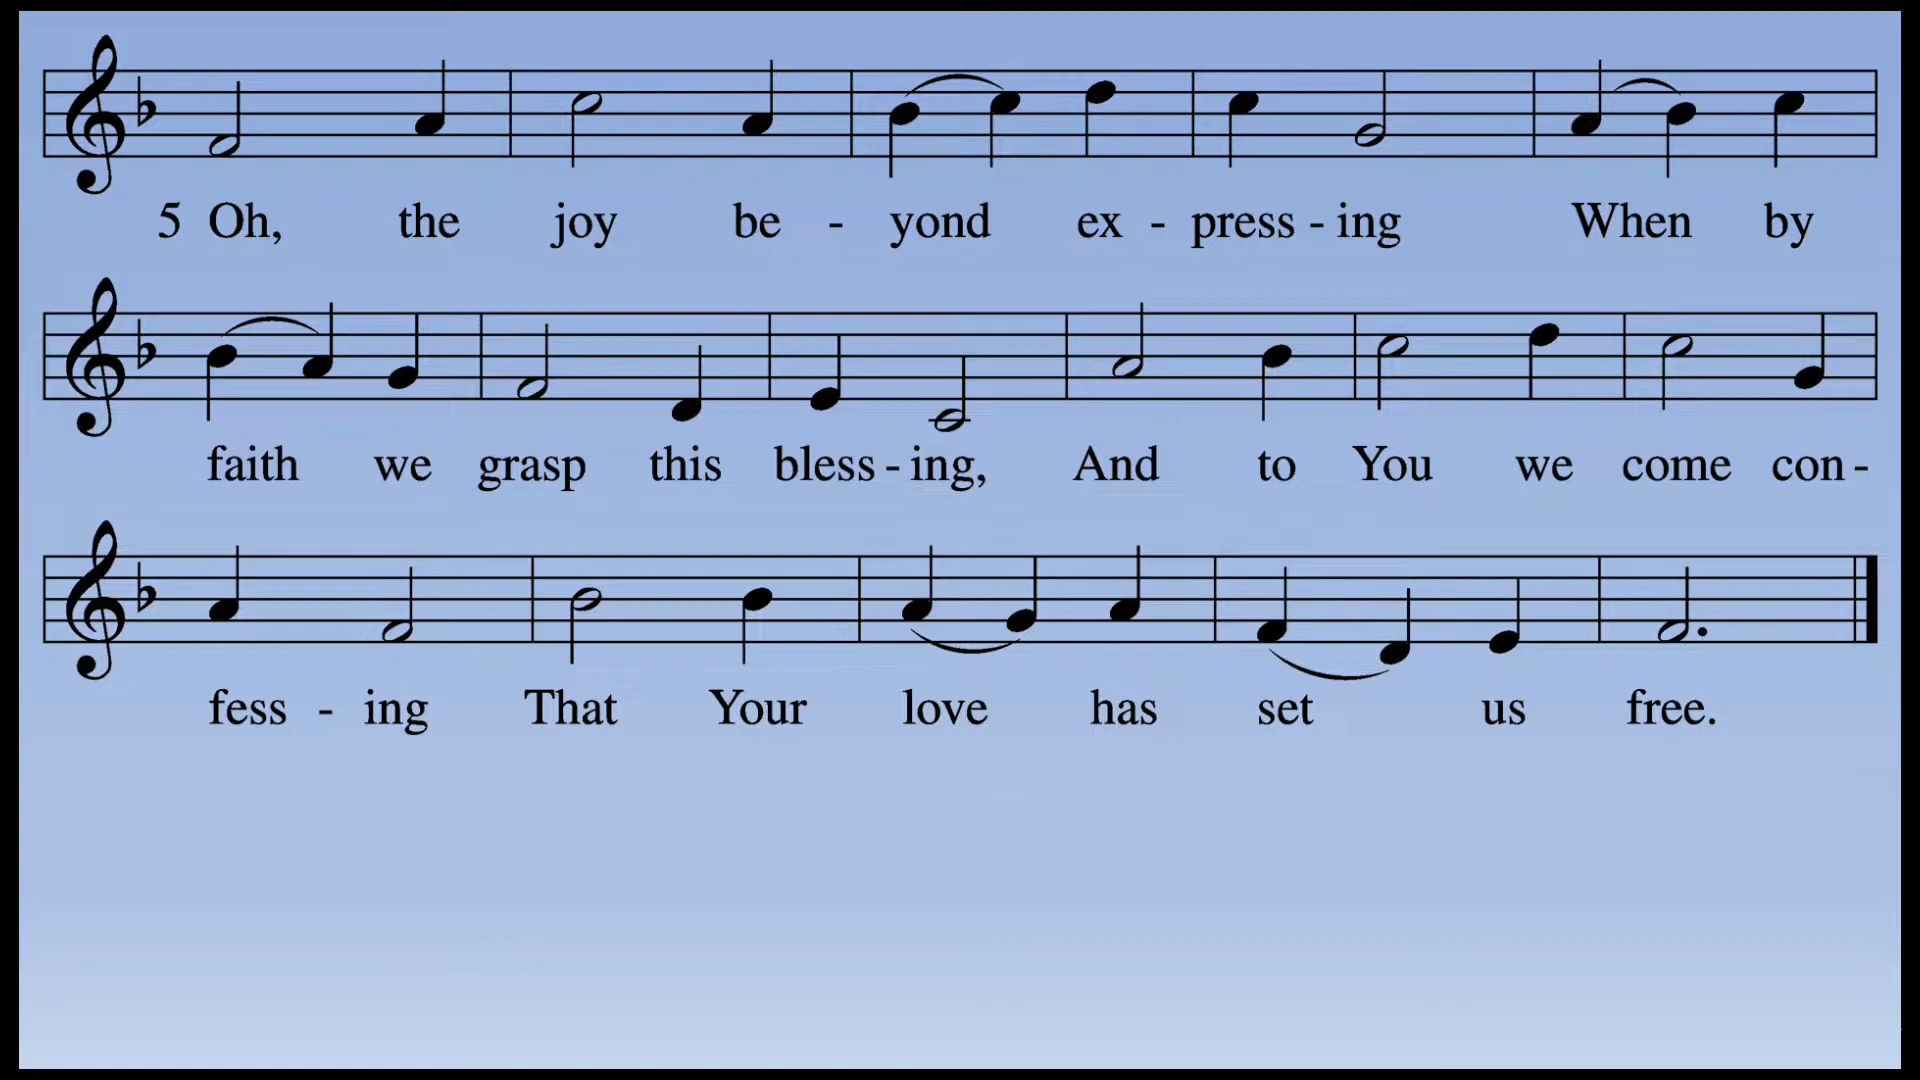 5 Oh, the joy be - yond ex - press - ing When by
faith we grasp this bless - ing, And to You we come con -
fess - ing That Your love has set us free.